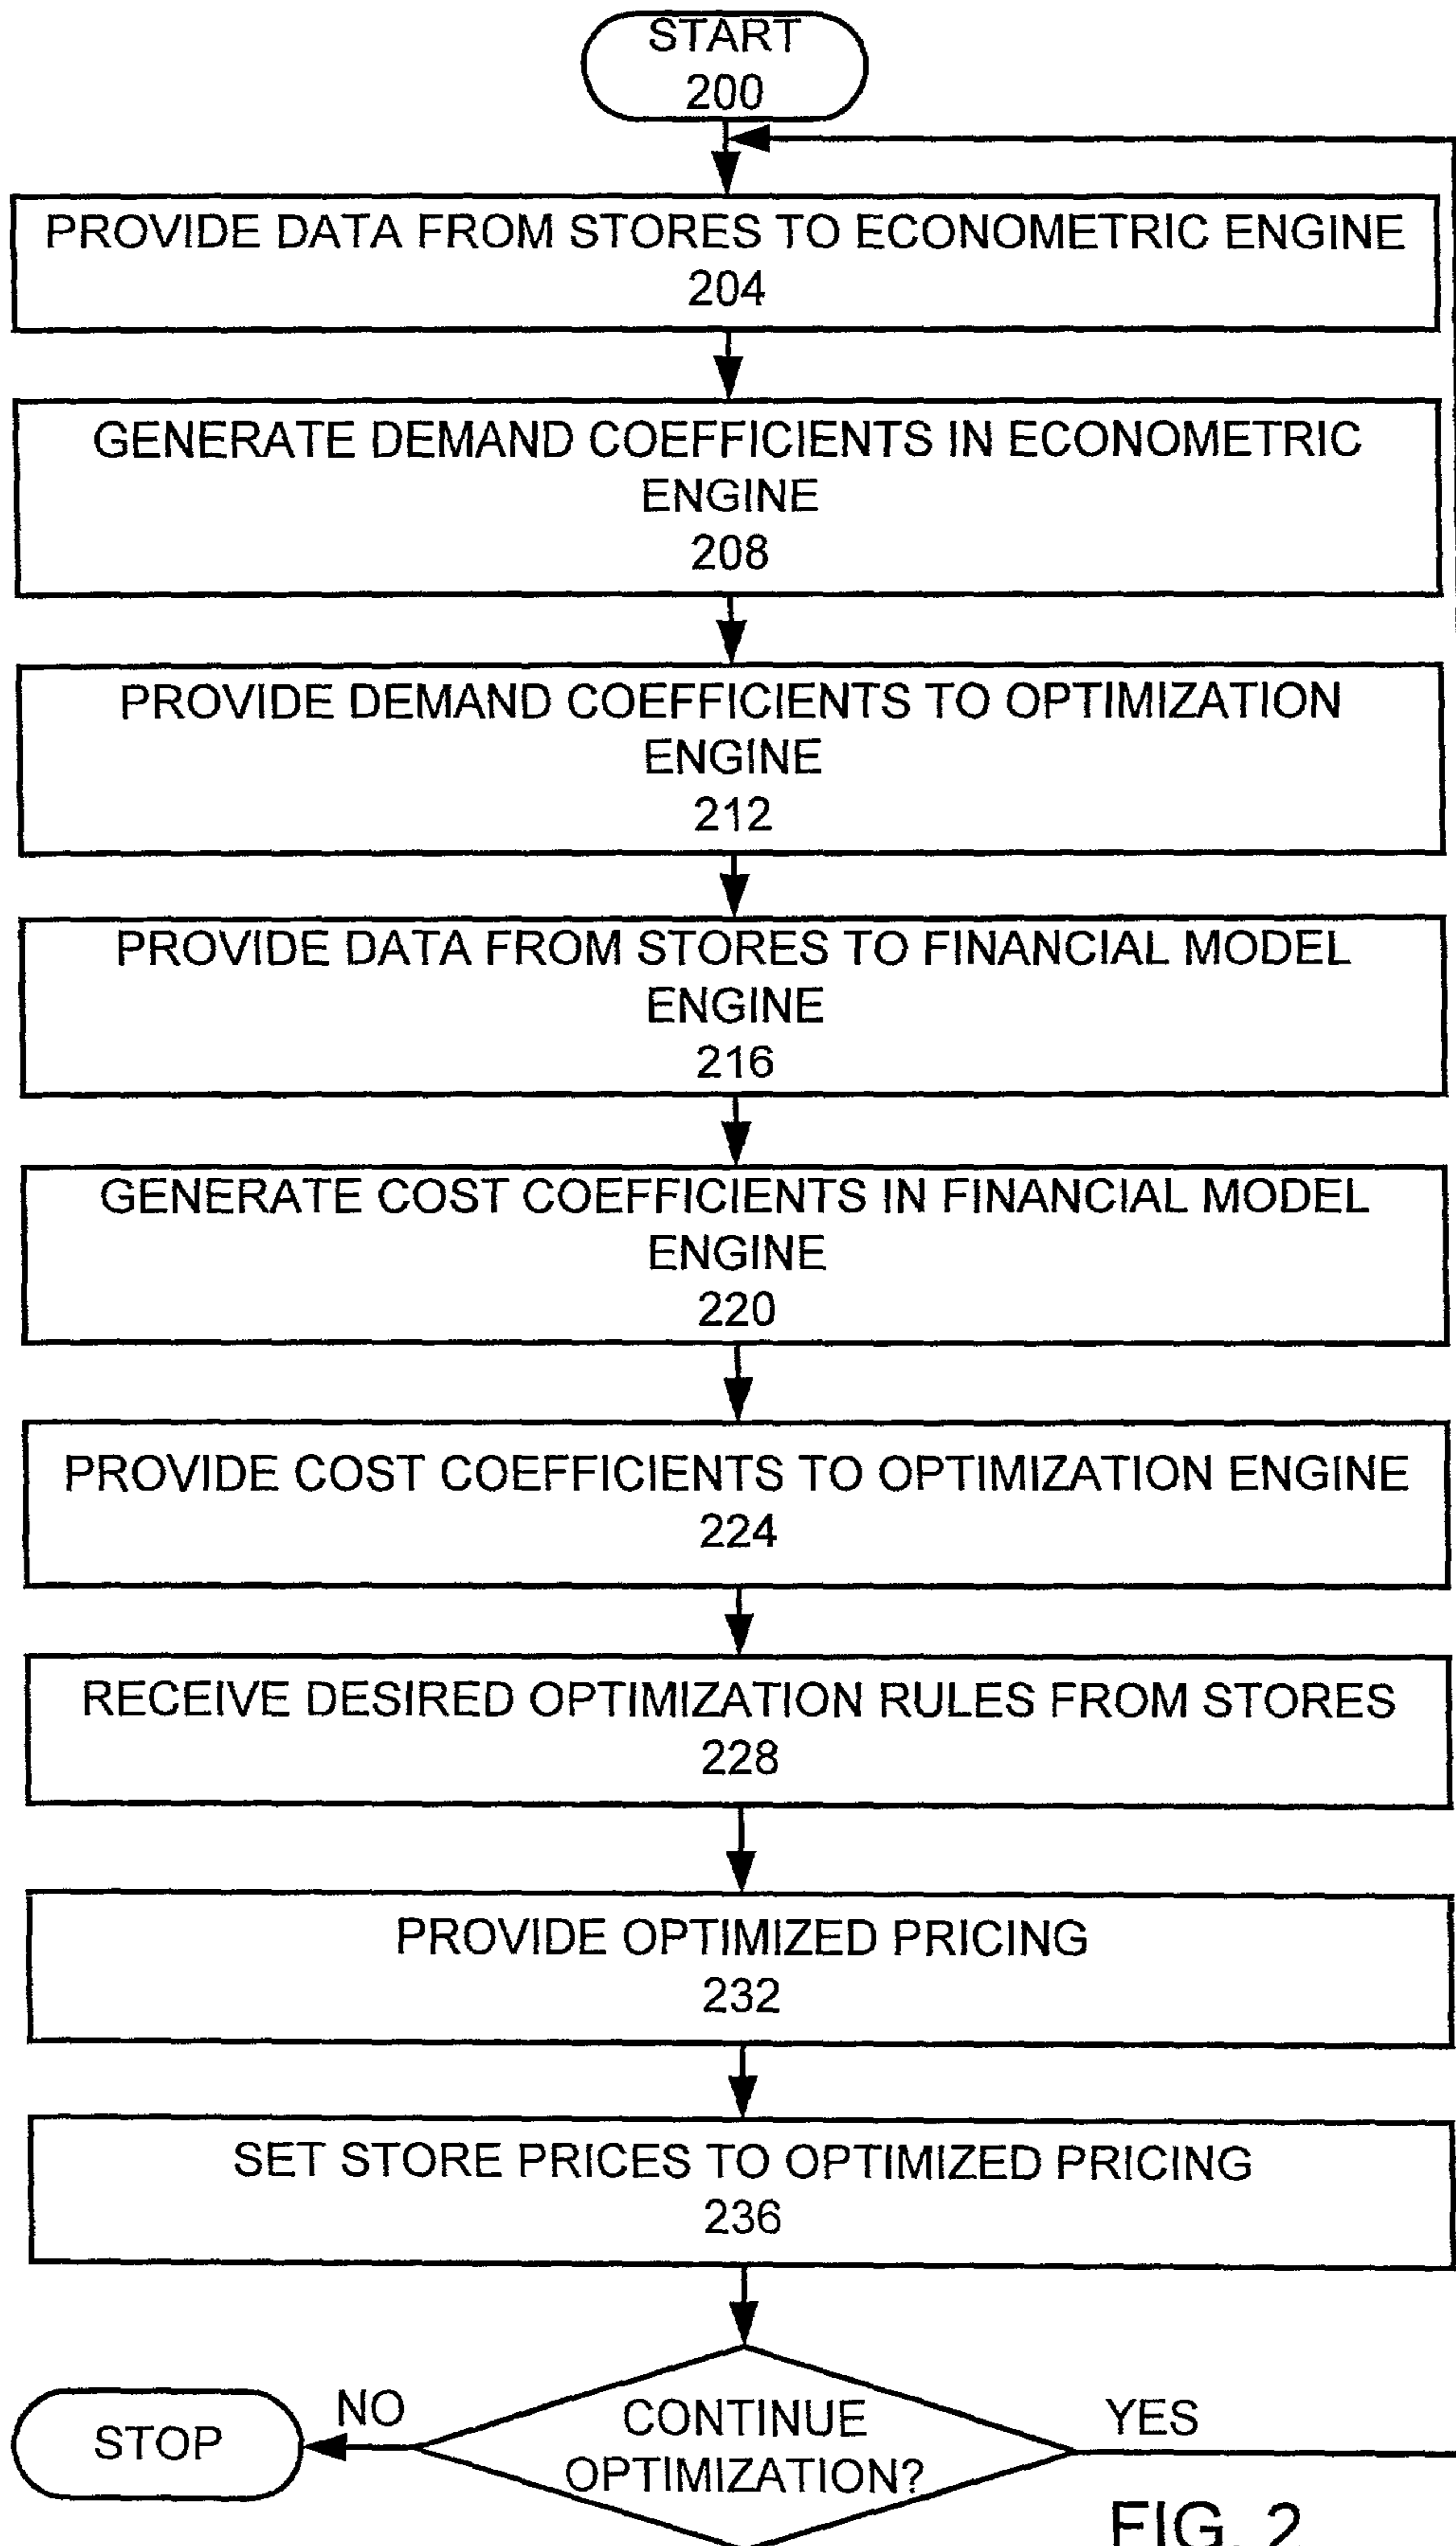 START
200
PROVIDE DATA FROM STORES TO ECONOMETRIC ENGINE
204
GENERATE DEMAND COEFFICIENTS IN ECONOMETRIC
ENGINE
208
PROVIDE DEMAND COEFFICIENTS TO OPTIMIZATION
ENGINE
212
PROVIDE DATA FROM STORES TO FINANCIAL MODEL
ENGINE
216
GENERATE COST COEFFICIENTS IN FINANCIAL MODEL
ENGINE
220
PROVIDE COST COEFFICIENTS TO OPTIMIZATION ENGINE
224
RECEIVE DESIRED OPTIMIZATION RULES FROM STORES
228
PROVIDE OPTIMIZED PRICING
232
SET STORE PRICES TO OPTIMIZED PRICING
236
STOP
NO
CONTINUE
OPTIMIZATION?
YES
FIG. 2